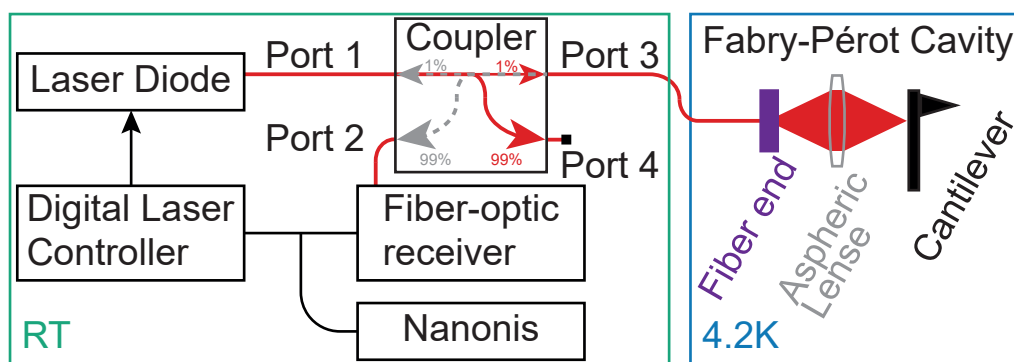 Laser Diode
Port 1
Coupler
1%
1%
Port 3
Port 2
99%
99%
Port 4
Digital Laser
Controller
Fiber-optic
receiver
Nanonis
RT
Fabry-Pérot Cavity
Fiber end
Aspheric
Lense
Cantilever
4.2K